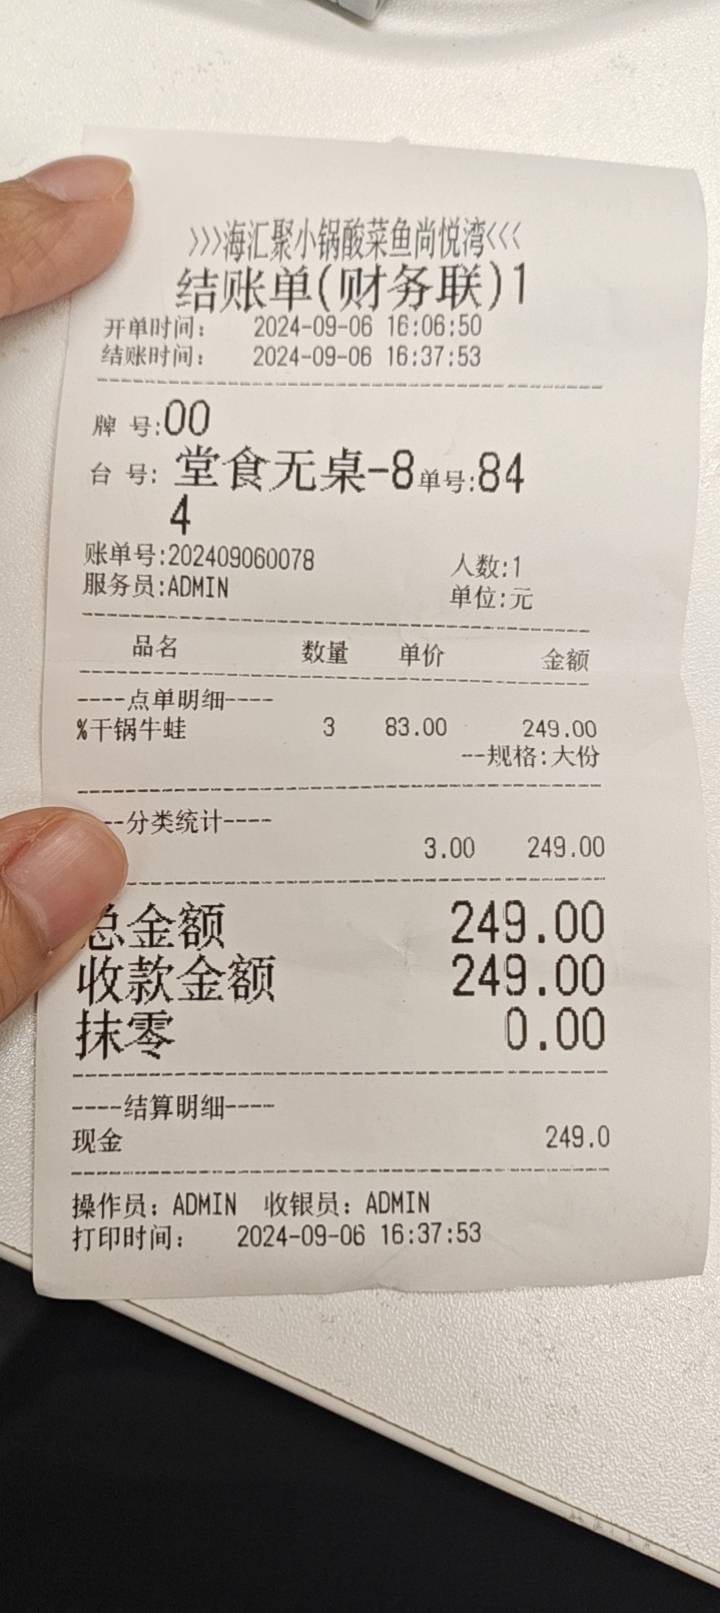 >>>海汇聚小锅酸菜鱼尚悦湾<<<
结账单(财务联)1
开单时间： 2024-09-06 16:06:50
结账时间： 2024-09-06 16:37:53
牌 号:00
台 号: 堂食无桌-8 单号:84
4
账单号:202409060078 人数:1
服务员:ADMIN 单位:元
品名 数量 单价 金额
----点单明细----
%干锅牛蛙 3 83.00 249.00
--规格:大份
--分类统计----
3.00 249.00
总金额 249.00
收款金额 249.00
抹零 0.00
----结算明细----
现金 249.0
操作员：ADMIN 收银员：ADMIN
打印时间： 2024-09-06 16:37:53